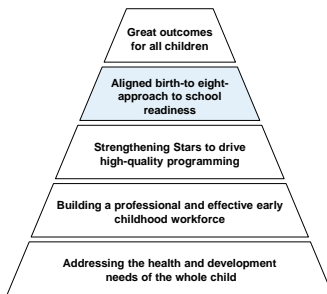 Great outcomes
for all children
Aligned birth-to eight-
approach to school
readiness
Strengthening Stars to drive
high-quality programming
Building a professional and effective early
childhood workforce
Addressing the health and development
needs of the whole child